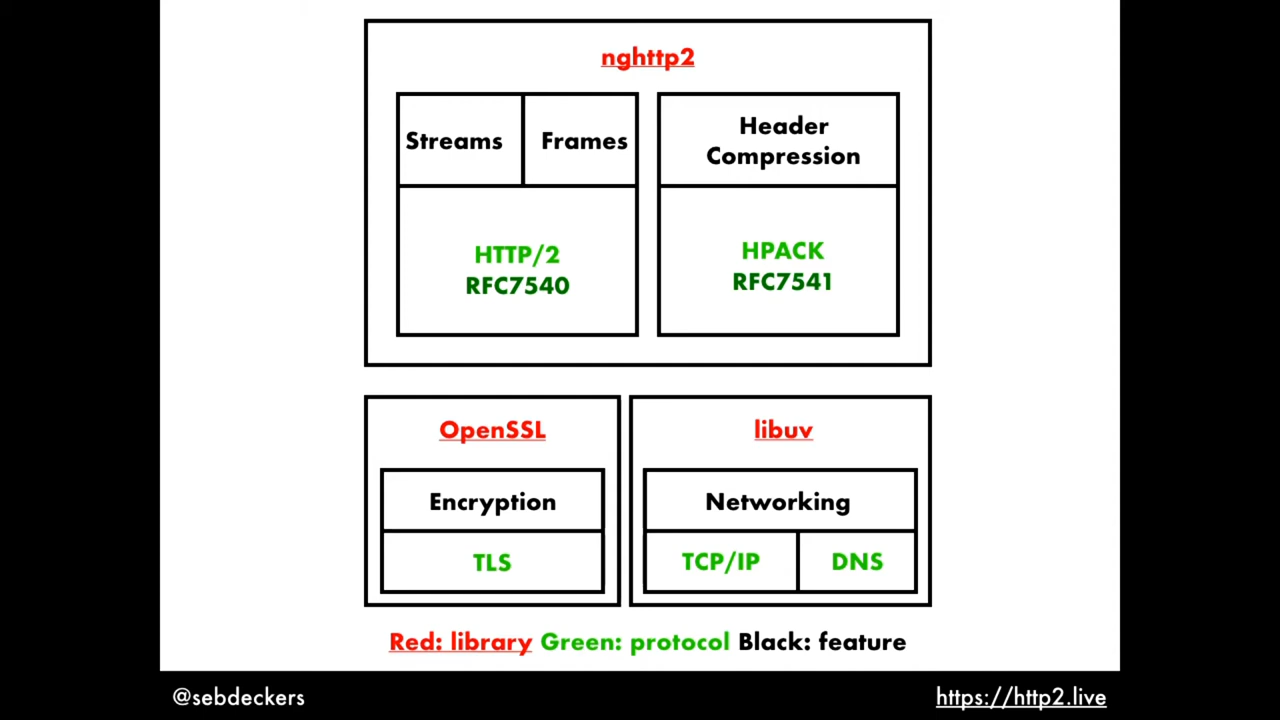 nghttp2
Streams
Frames
Header
Compression
HTTP/2
RFC7540
HPACK
RFC7541
OpenSSL
libuv
Encryption
Networking
TLS
TCP/IP
DNS
Red: library Green: protocol Black: feature
@sebdeckers
https://http2.live